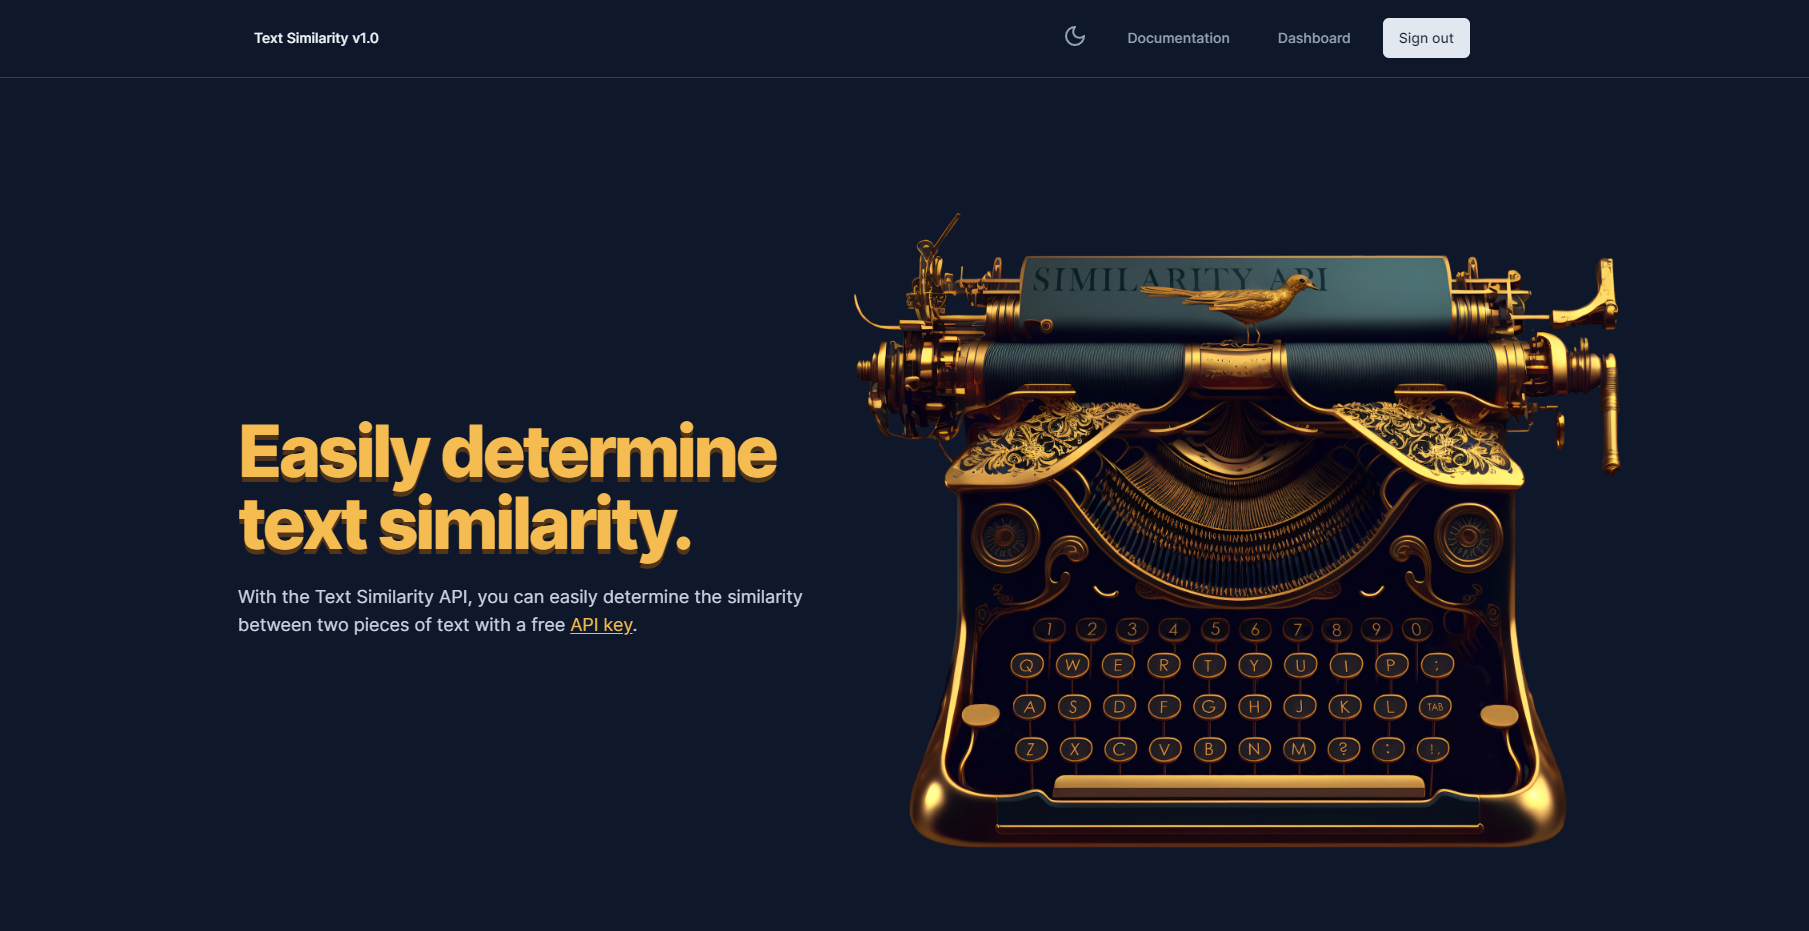 Text Similarity v1.0
Documentation
Dashboard
Sign out
SIMILARITY API
Easily determine
text similarity.
With the Text Similarity API, you can easily determine the similarity
between two pieces of text with a free API key.
1 2 3 4 5 6 7 8 9 0
Q W E R T Y U I P ;
A S D F G H J K L TAB
Z X C V B N M ? : !,